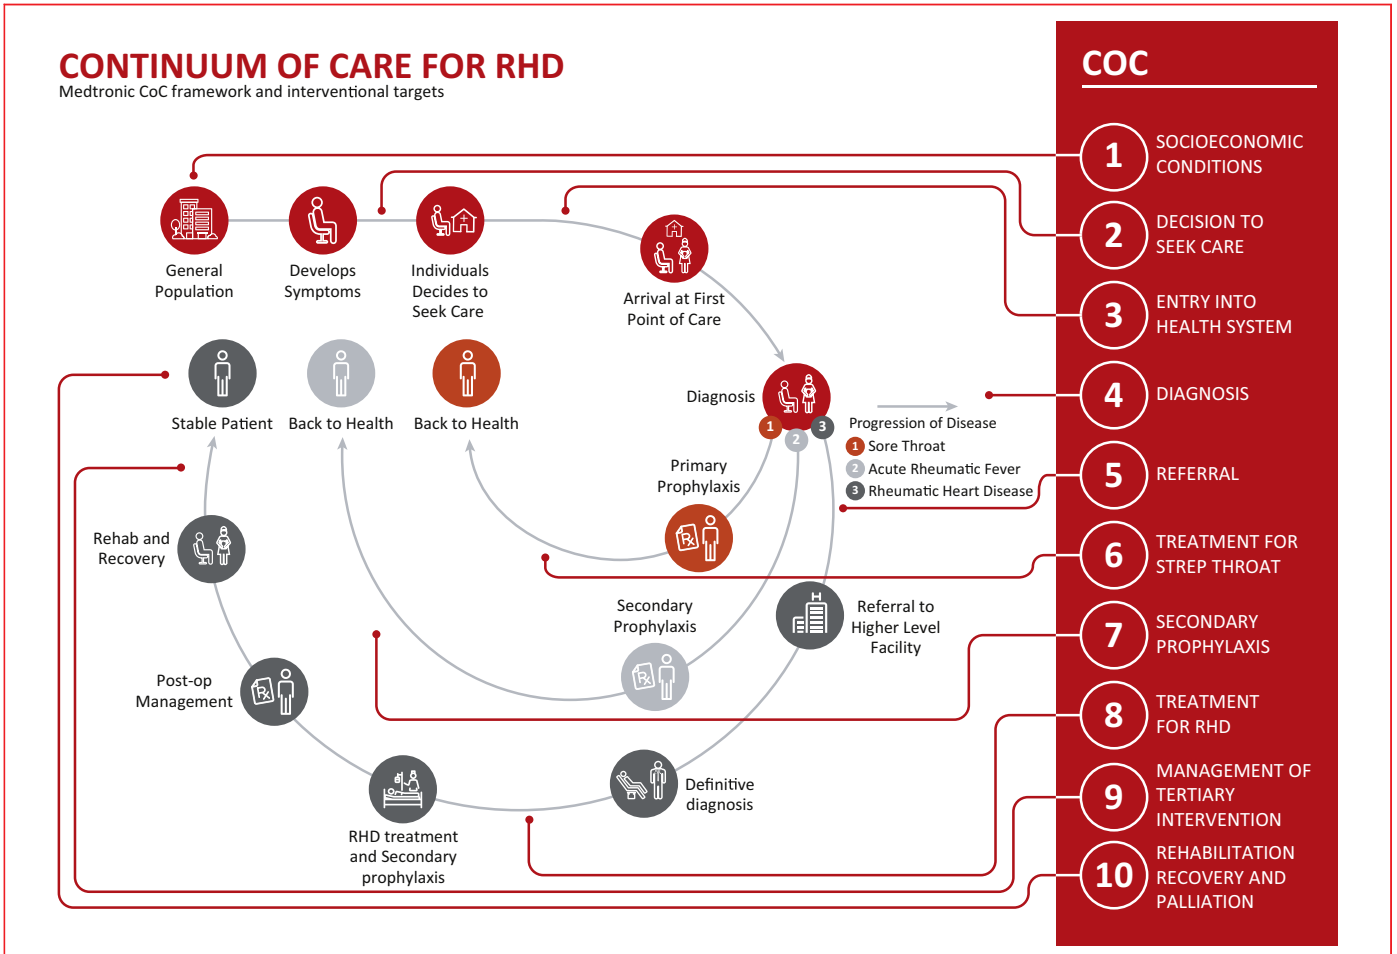 CONTINUUM OF CARE FOR RHD
Medtronic CoC framework and interventional targets
General
Population
Develops
Symptoms
Individuals
Decides to
Seek Care
Arrival at First
Point of Care
Stable Patient
Back to Health
Back to Health
Diagnosis
1
2
3
Progression of Disease
1 Sore Throat
2 Acute Rheumatic Fever
3 Rheumatic Heart Disease
Primary
Prophylaxis
Rx
Rehab and
Recovery
Secondary
Prophylaxis
Rx
H
Referral to
Higher Level
Facility
Post-op
Management
Rx
Definitive
diagnosis
RHD treatment
and Secondary
prophylaxis
COC
1 SOCIOECONOMIC
CONDITIONS
2 DECISION TO
SEEK CARE
3 ENTRY INTO
HEALTH SYSTEM
4 DIAGNOSIS
5 REFERRAL
6 TREATMENT FOR
STREP THROAT
7 SECONDARY
PROPHYLAXIS
8 TREATMENT
FOR RHD
9 MANAGEMENT OF
TERTIARY
INTERVENTION
10 REHABILITATION
RECOVERY AND
PALLIATION